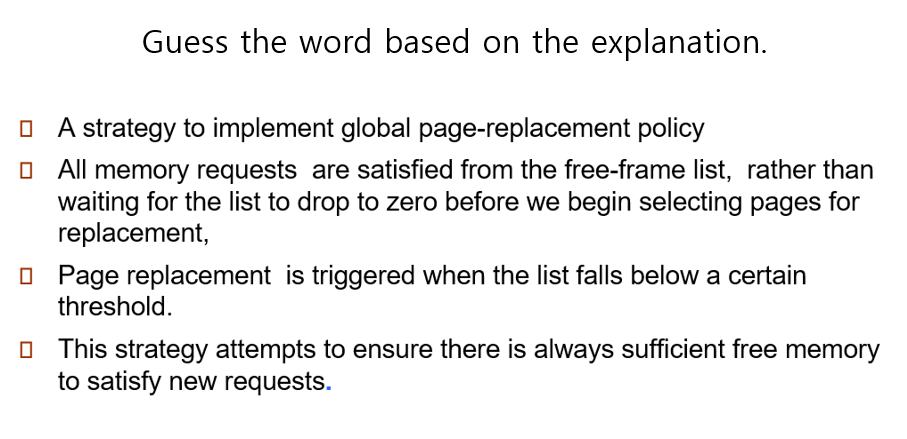 Guess the word based on the explanation.
A strategy to implement global page-replacement policy
All memory requests  are satisfied from the free-frame list,  rather than
waiting for the list to drop to zero before we begin selecting pages for
replacement,
Page replacement  is triggered when the list falls below a certain
threshold.
This strategy attempts to ensure there is always sufficient free memory
to satisfy new requests.